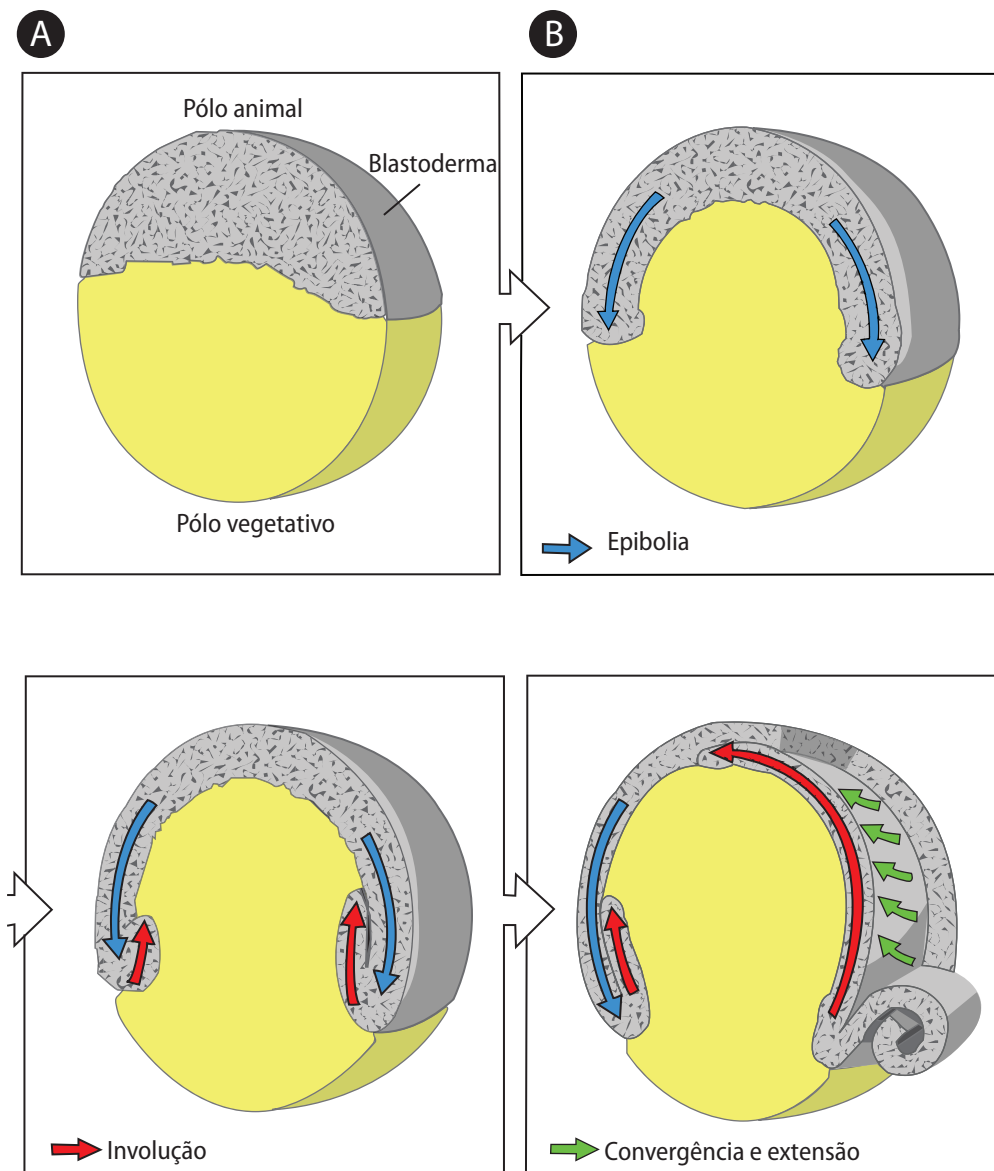 A
B
Pólo animal
Blastoderma
Pólo vegetativo
Epibolia
Involução
Convergência e extensão